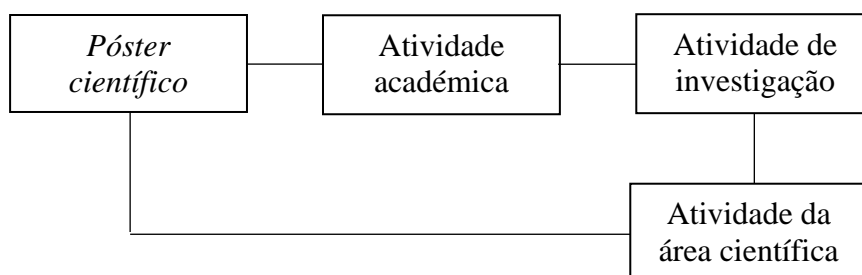 Póster
científico
Atividade
académica
Atividade de
investigação
Atividade da
área científica